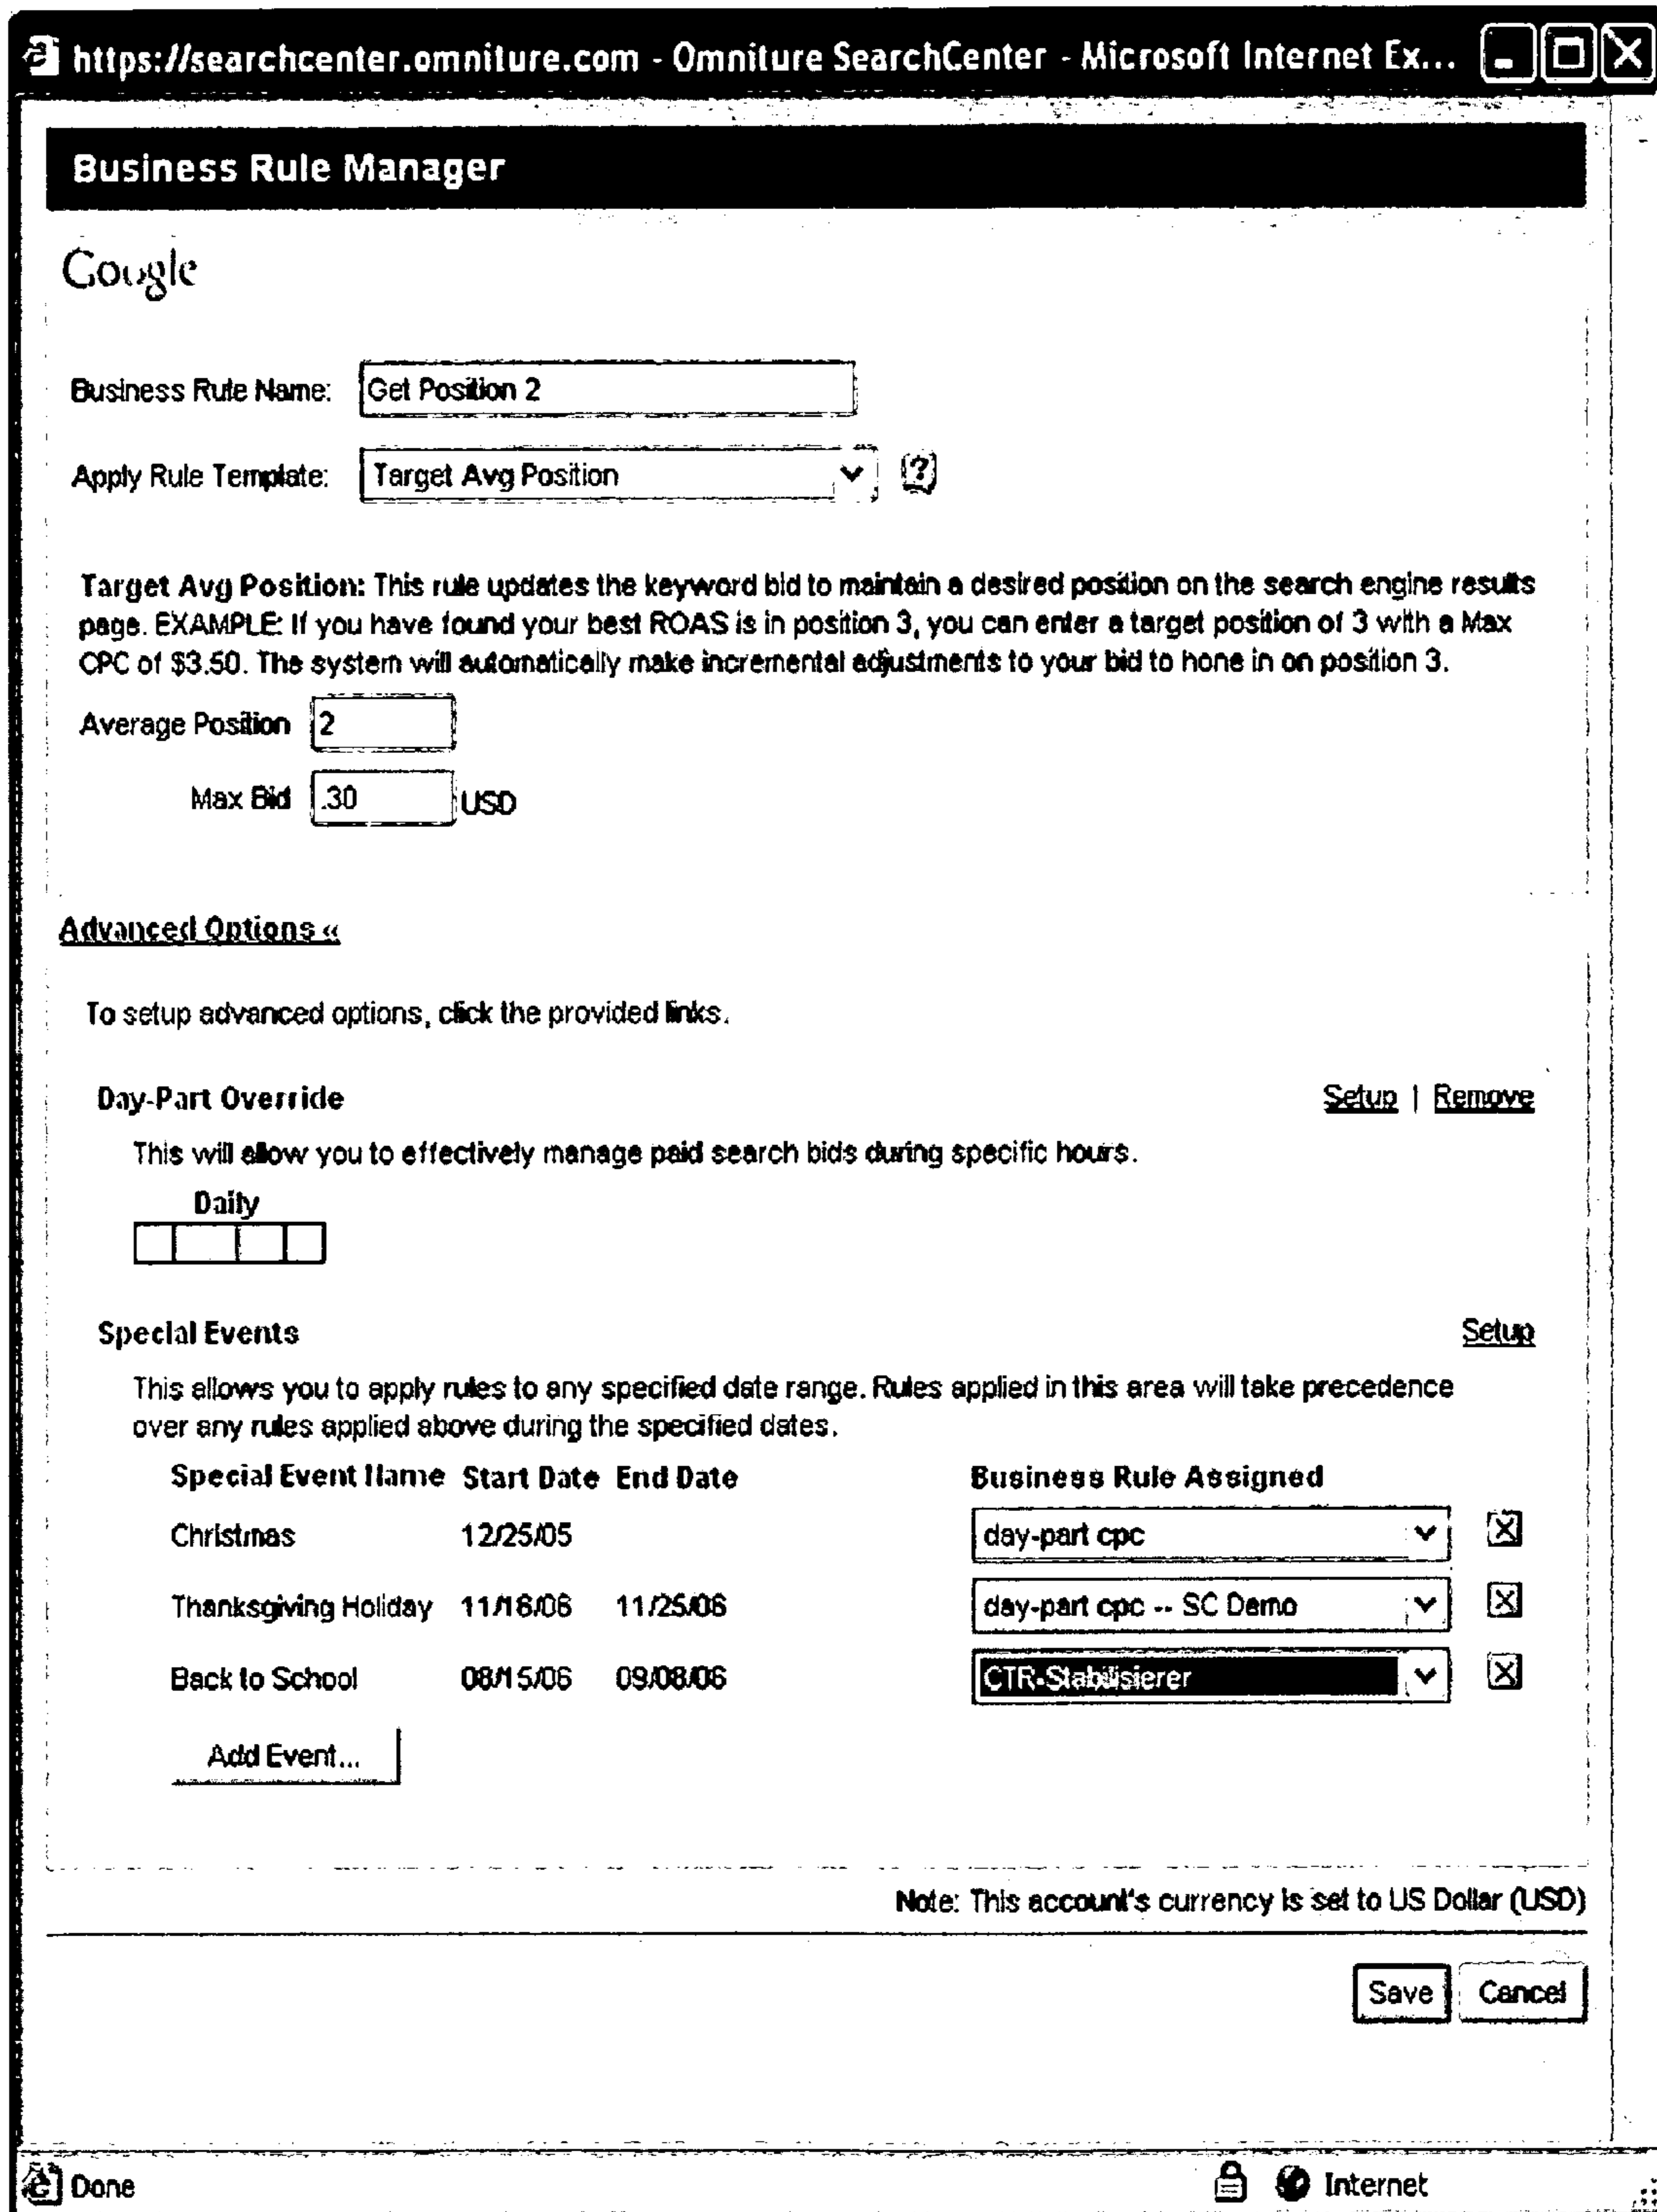 https://searchcenter.omniture.com - Omniture SearchCenter - Microsoft Internet Ex...
Business Rule Manager
Google
Business Rule Name: Get Position 2
Apply Rule Template: Target Avg Position ?
Target Avg Position: This rule updates the keyword bid to maintain a desired position on the search engine results
page. EXAMPLE: If you have found your best ROAS is in position 3, you can enter a target position of 3 with a Max
CPC of $3.50. The system will automatically make incremental adjustments to your bid to hone in on position 3.
Average Position 2
Max Bid .30 USD
Advanced Options «
To setup advanced options, click the provided links.
Day-Part Override Setup | Remove
This will allow you to effectively manage paid search bids during specific hours.
Daily
Special Events Setup
This allows you to apply rules to any specified date range. Rules applied in this area will take precedence
over any rules applied above during the specified dates.
Special Event Name Start Date End Date Business Rule Assigned
Christmas 12/25/05 day-part cpc
Thanksgiving Holiday 11/18/06 11/25/06 day-part cpc -- SC Demo
Back to School 08/15/06 09/08/06 CTR-Stabilisierer
Add Event...
Note: This account's currency is set to US Dollar (USD)
Save Cancel
Done Internet